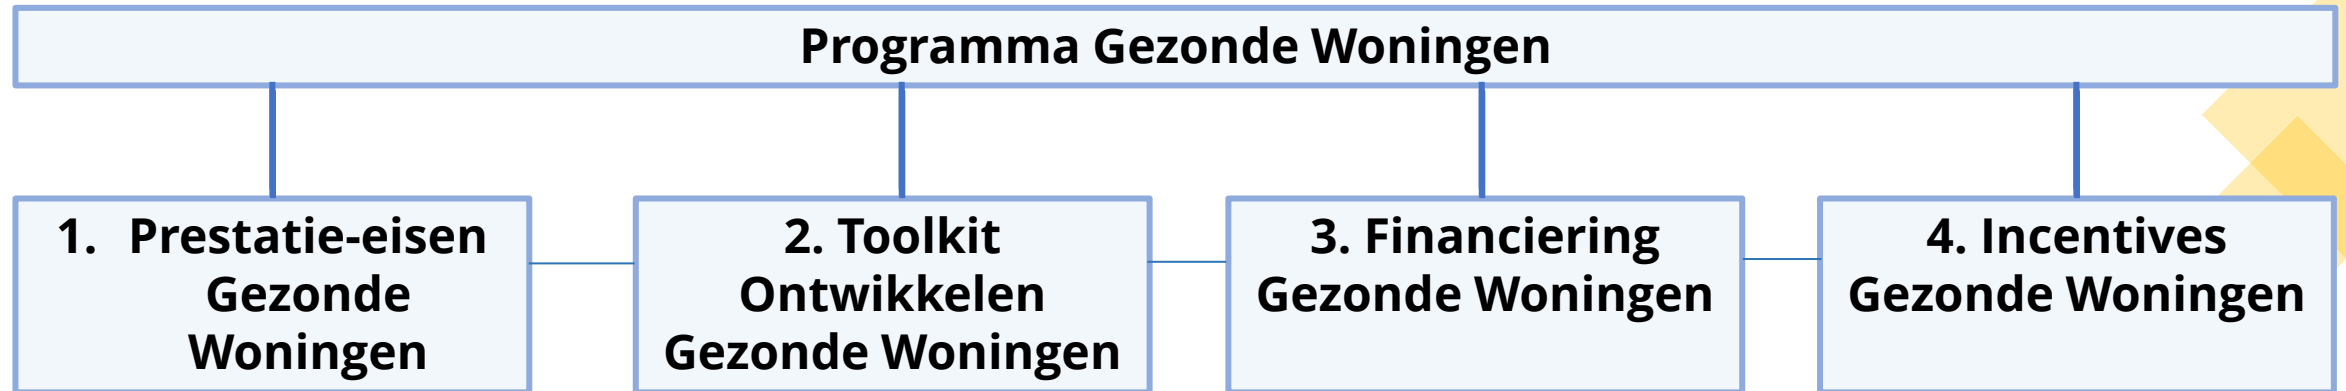 Programma Gezonde Woningen
1. Prestatie-eisen
Gezonde
Woningen
2. Toolkit
Ontwikkelen
Gezonde Woningen
3. Financiering
Gezonde Woningen
4. Incentives
Gezonde Woningen